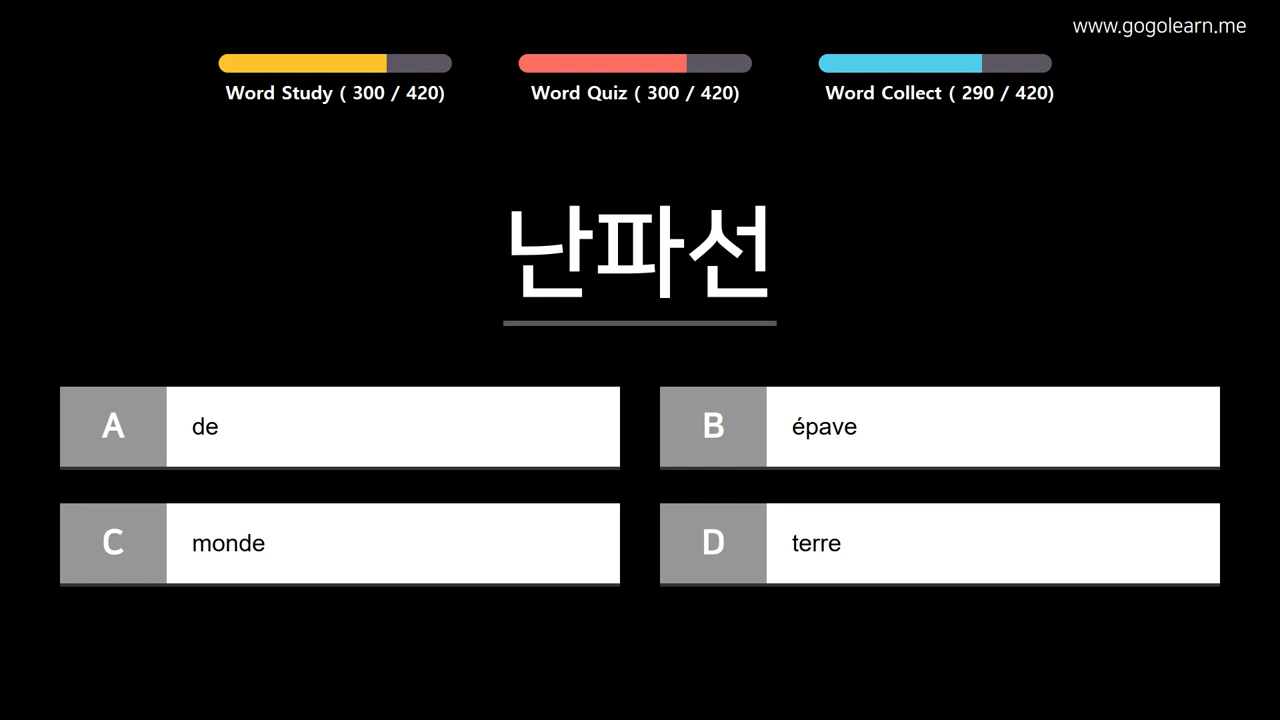 www.gogolearn.me
Word Study ( 300 / 420)
Word Quiz ( 300 / 420)
Word Collect ( 290 / 420)
난파선
A de
B épave
C monde
D terre